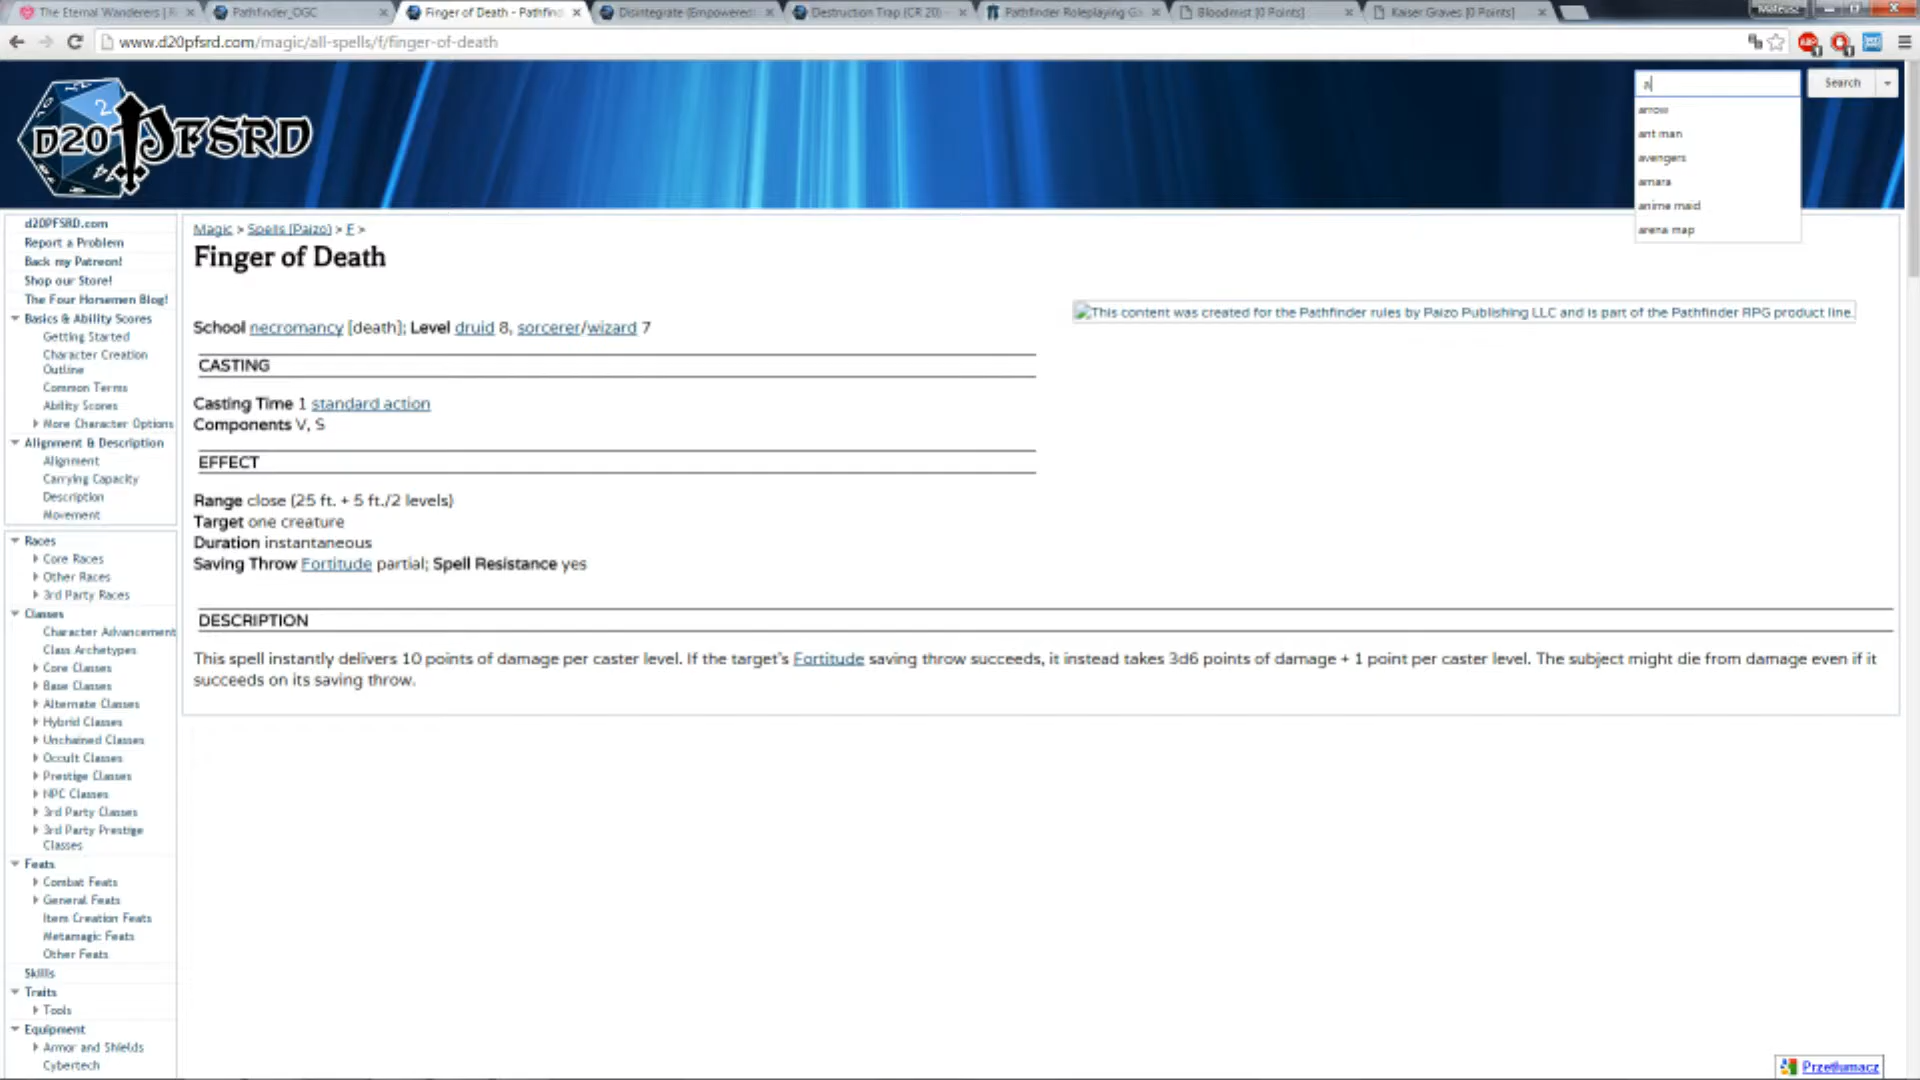 The Eternal Wanderers | R
Pathfinder_OGC
Finger of Death - Pathfind
Disintegrate (Empowered
Destruction Trap (CR 20) -
Pathfinder Roleplaying Ga
Bloodmist [0 Points]
Kaiser Graves [0 Points]
Mateusz
www.d20pfsrd.com/magic/all-spells/f/finger-of-death
D20 PFSRD
2
a
Search
arrow
ant man
avengers
amara
anime maid
arena map
d20PFSRD.com
Report a Problem
Back my Patreon!
Shop our Store!
The Four Horsemen Blog!
Basics & Ability Scores
Getting Started
Character Creation
Outline
Common Terms
Ability Scores
More Character Options
Alignment & Description
Alignment
Carrying Capacity
Description
Movement
Races
Core Races
Other Races
3rd Party Races
Classes
Character Advancement
Class Archetypes
Core Classes
Base Classes
Alternate Classes
Hybrid Classes
Unchained Classes
Occult Classes
Prestige Classes
NPC Classes
3rd Party Classes
3rd Party Prestige
Classes
Feats
Combat Feats
General Feats
Item Creation Feats
Metamagic Feats
Other Feats
Skills
Traits
Tools
Equipment
Armor and Shields
Cybertech
Magic > Spells (Paizo) > F >
Finger of Death
This content was created for the Pathfinder rules by Paizo Publishing LLC and is part of the Pathfinder RPG product line.
School necromancy [death]; Level druid 8, sorcerer/wizard 7
CASTING
Casting Time 1 standard action
Components V, S
EFFECT
Range close (25 ft. + 5 ft./2 levels)
Target one creature
Duration instantaneous
Saving Throw Fortitude partial; Spell Resistance yes
DESCRIPTION
This spell instantly delivers 10 points of damage per caster level. If the target's Fortitude saving throw succeeds, it instead takes 3d6 points of damage + 1 point per caster level. The subject might die from damage even if it
succeeds on its saving throw.
Przetłumacz